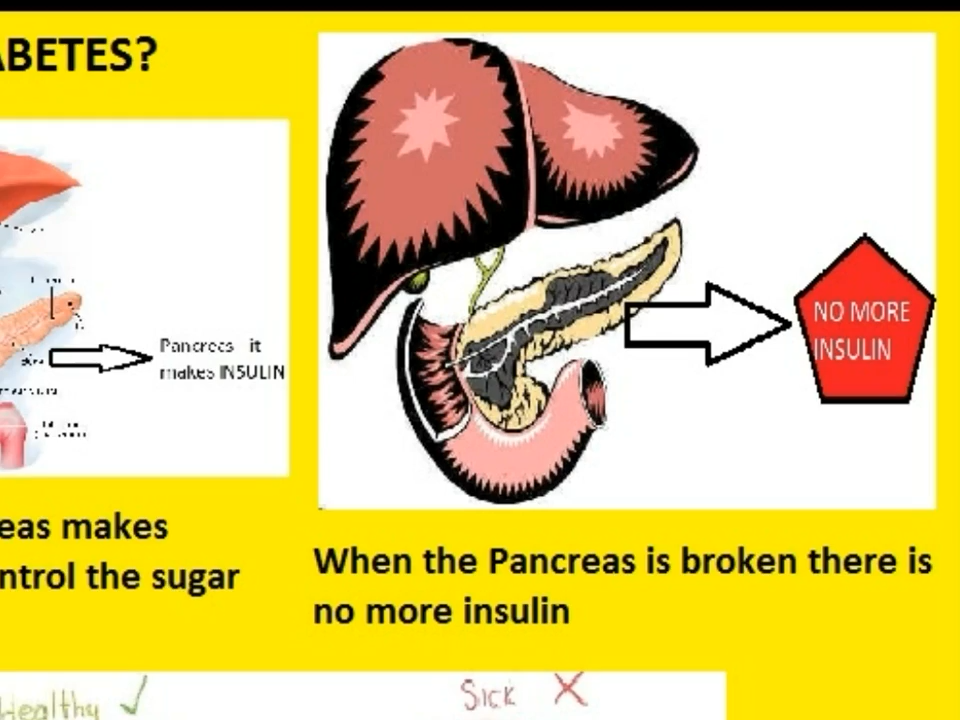 ABETES?
Pancreas it
makes INSULIN
NO MORE
INSULIN
eas makes
ntrol the sugar
When the Pancreas is broken there is
no more insulin
Healthy
Sick